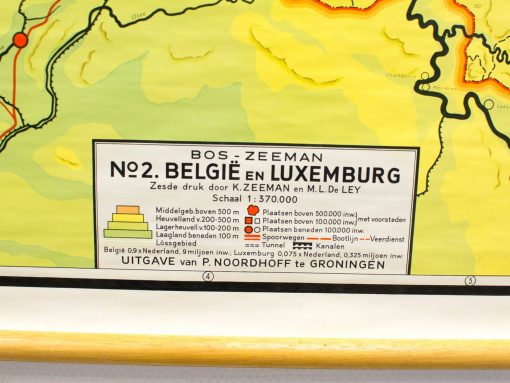 Oise
Charleville
Mézières
BOS-ZEEMAN
No2. BELGIË EN LUXEMBURG
Zesde druk door K. ZEEMAN en M.L. De LEY
Schaal 1:370.000
Middelgeb. boven 500 m
Heuvelland v. 200-500 m
Lagerheuvell. v. 100-200 m
Laagland beneden 100 m
Lössgebied
Plaatsen boven 500.000 inw.
Plaatsen boven 100.000 inw.
met voorsteden
Plaatsen beneden 100.000 inw.
Spoorwegen Bootlijn Veerdienst
Tunnel Kanalen
België 0,9 x Nederland, 9 miljoen inw.; Luxemburg 0,075 x Nederland, 0,325 miljoen inw.
UITGAVE van P. NOORDHOFF te GRONINGEN
4
5